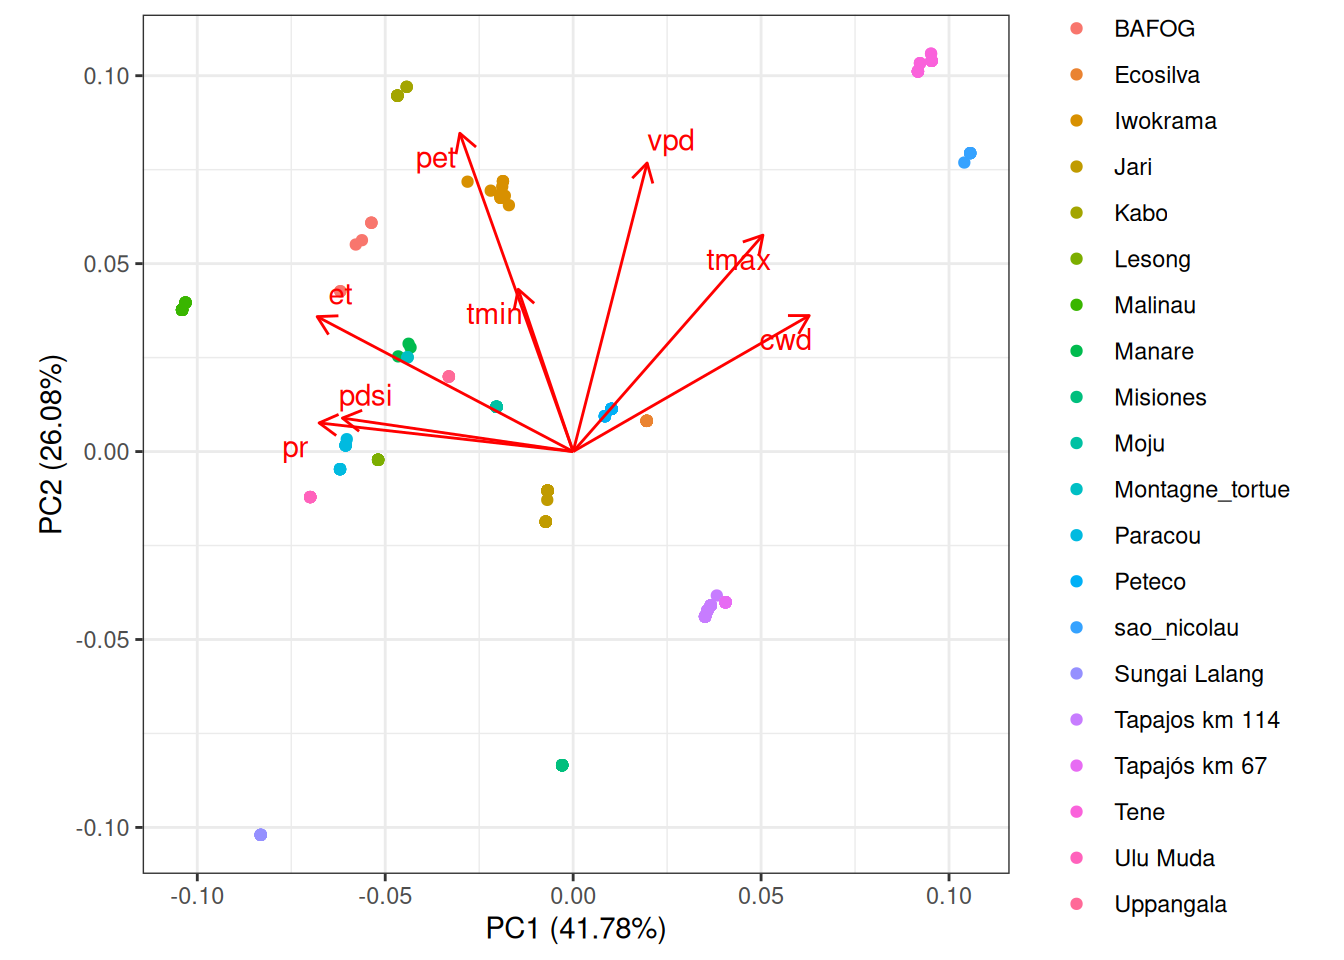 BAFOG
Ecosilva
Iwokrama
Jari
Kabo
Lesong
Malinau
Manare
Misiones
Moju
Montagne_tortue
Paracou
Peteco
sao_nicolau
Sungai Lalang
Tapajos km 114
Tapajós km 67
Tene
Ulu Muda
Uppangala
PC2 (26.08%)
0.10
0.05
0.00
-0.05
-0.10
vpd
pet
tmax
et
tmin
cwd
pdsi
pr
-0.10
-0.05
0.00
0.05
0.10
PC1 (41.78%)